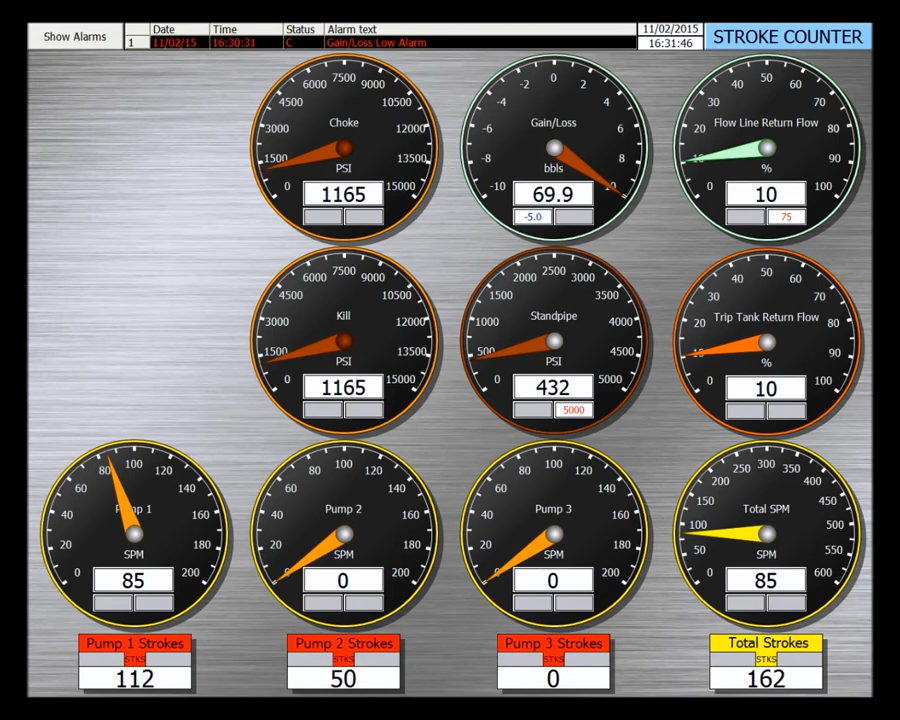 Show Alarms
Date Time Status Alarm text
1 11/02/15 16:30:31 C Gain/Loss Low Alarm
11/02/2015
16:31:46
STROKE COUNTER
0 1500 3000 4500 6000 7500 9000 10500 12000 13500 15000
Choke
PSI
1165
-10 -8 -6 -4 -2 0 2 4 6 8 10
Gain/Loss
bbls
69.9
-5.0
0 10 20 30 40 50 60 70 80 90 100
Flow Line Return Flow
%
10
75
0 1500 3000 4500 6000 7500 9000 10500 12000 13500 15000
Kill
PSI
1165
0 500 1000 1500 2000 2500 3000 3500 4000 4500 5000
Standpipe
PSI
432
5000
0 10 20 30 40 50 60 70 80 90 100
Trip Tank Return Flow
%
10
0 20 40 60 80 100 120 140 160 180 200
Pump 1
SPM
85
0 20 40 60 80 100 120 140 160 180 200
Pump 2
SPM
0
0 20 40 60 80 100 120 140 160 180 200
Pump 3
SPM
0
0 50 100 150 200 250 300 350 400 450 500 550 600
Total SPM
SPM
85
Pump 1 Strokes
STKS
112
Pump 2 Strokes
STKS
50
Pump 3 Strokes
STKS
0
Total Strokes
STKS
162